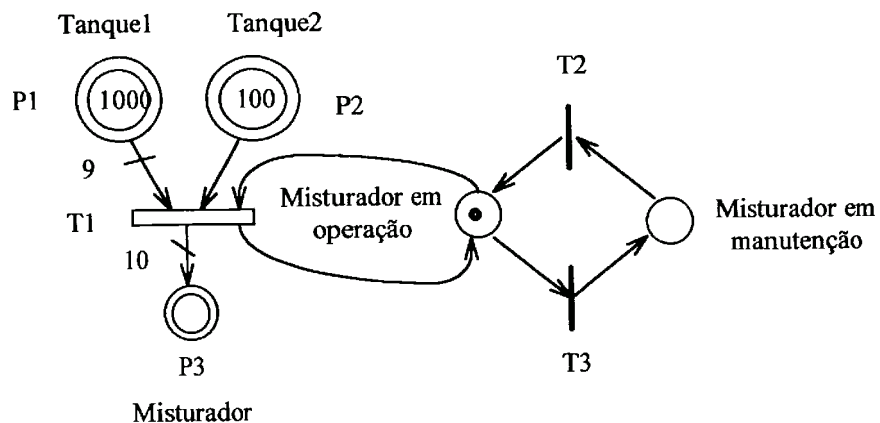 Tanque1
Tanque2
P1
1000
100
P2
T2
9
T1
Misturador em
operação
Misturador em
manutenção
10
P3
T3
Misturador